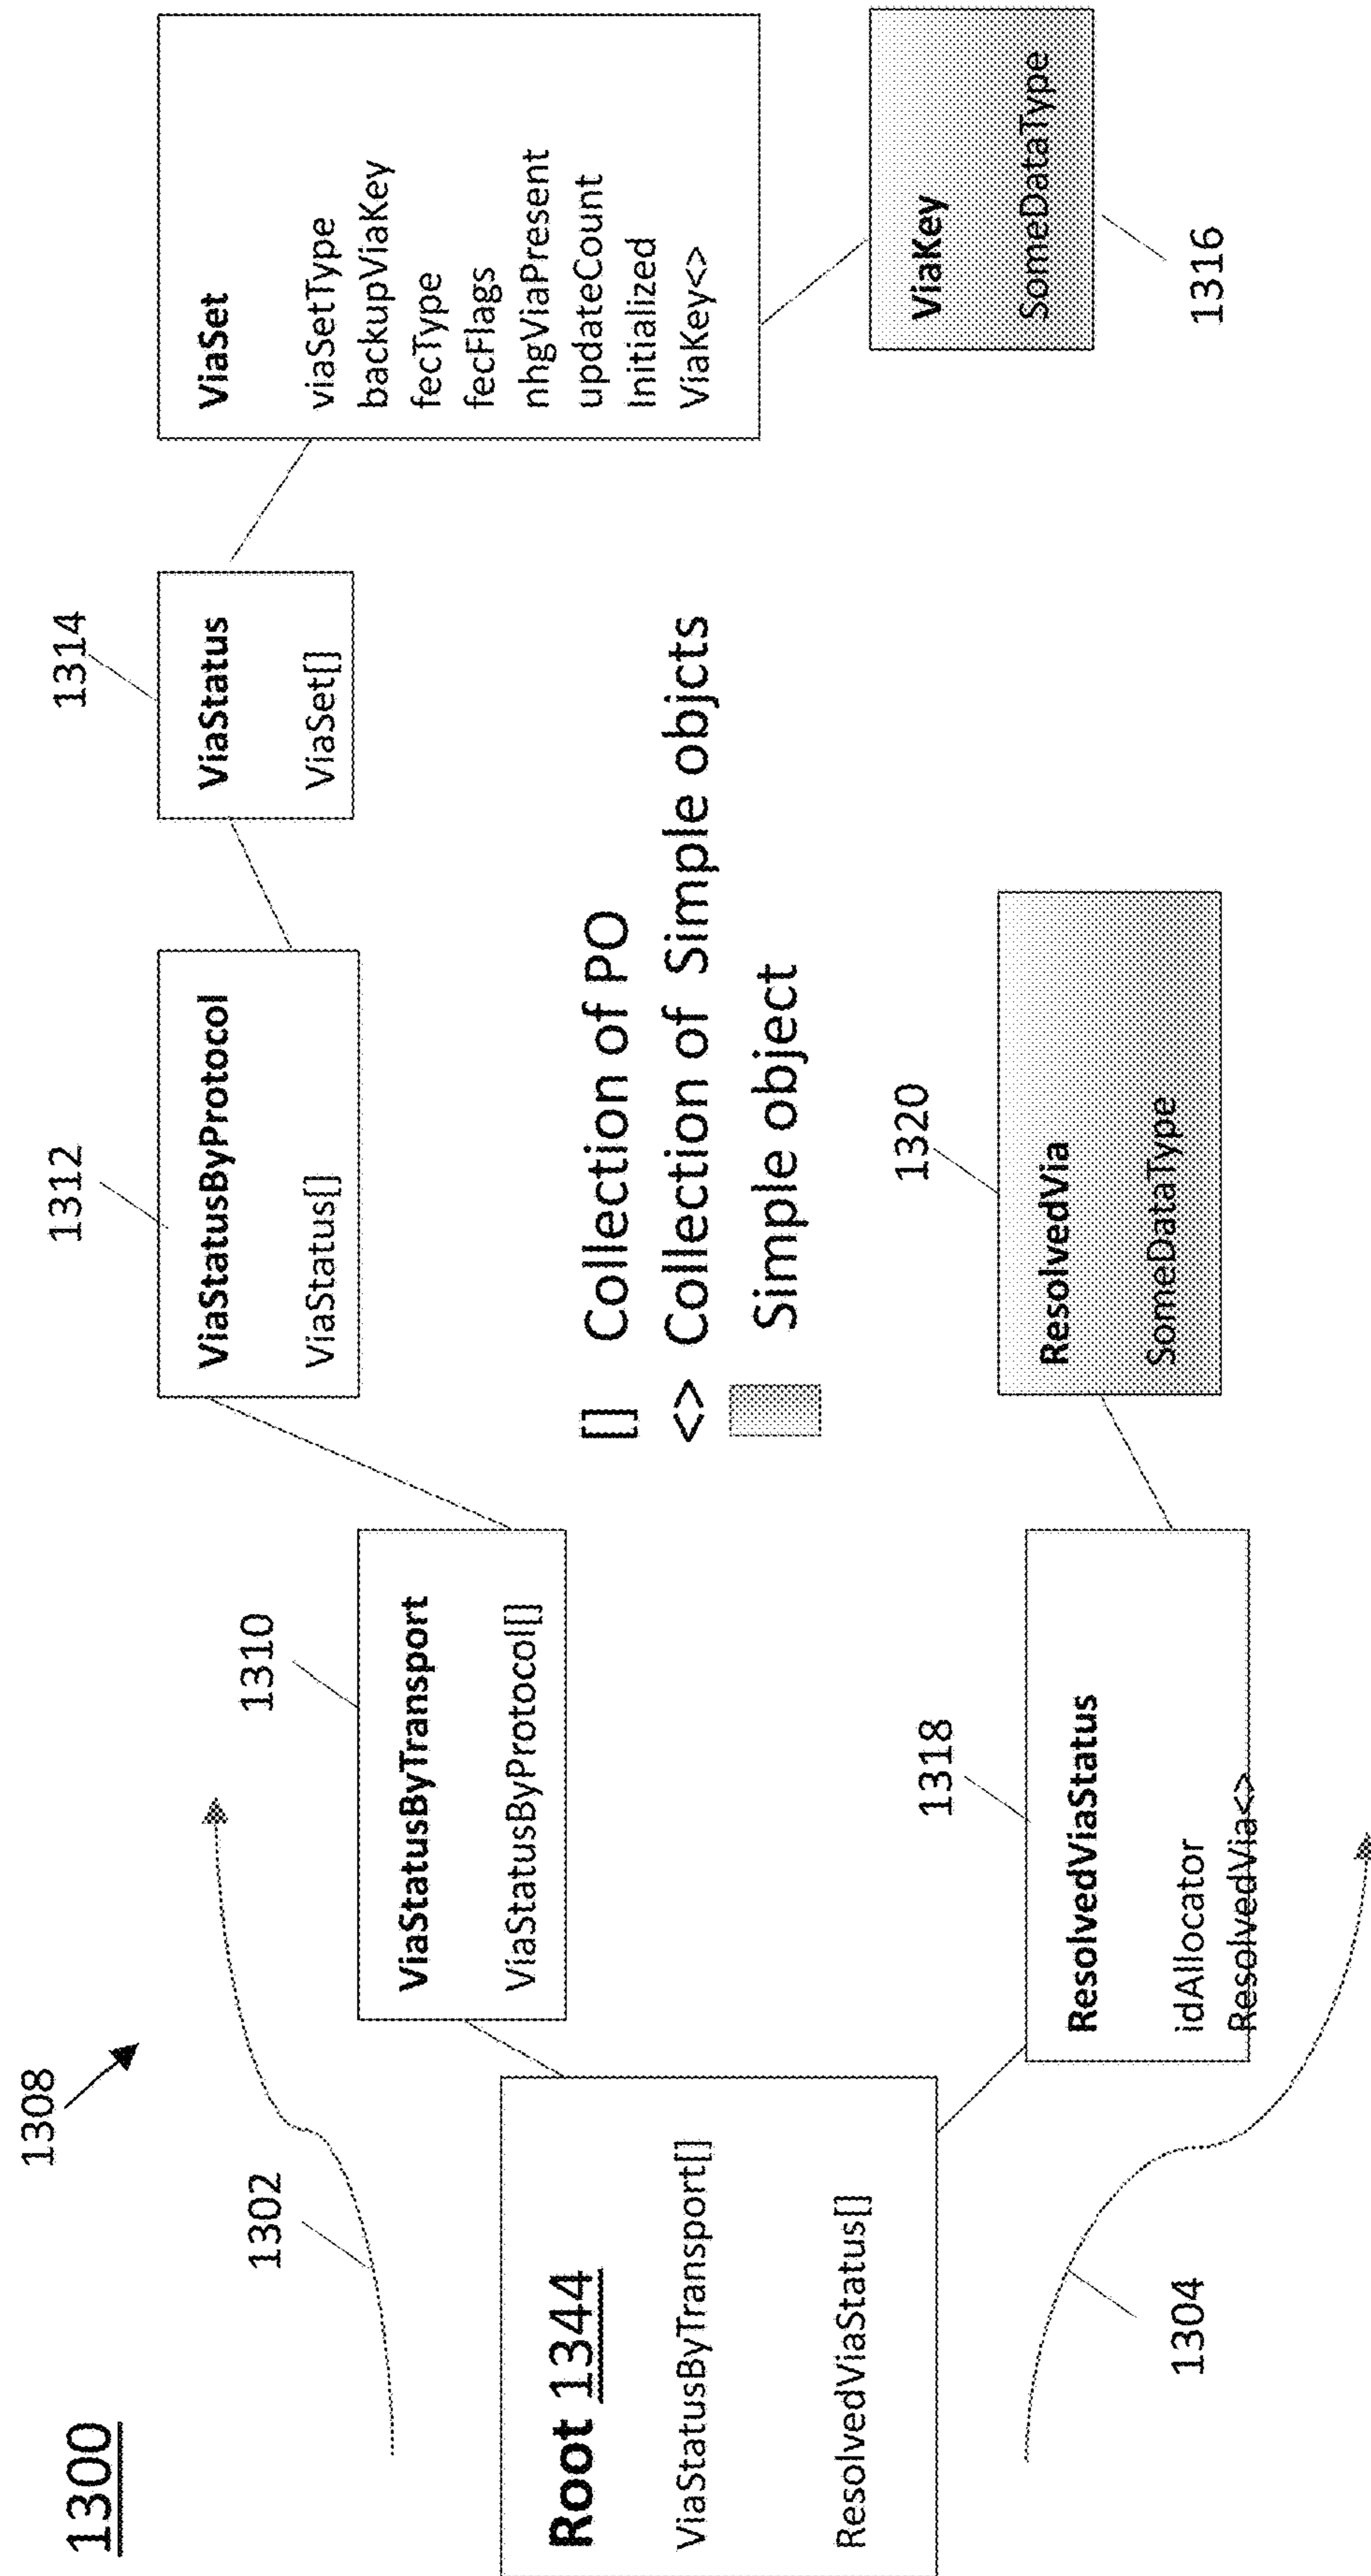 1300
1308
1302
Root 1344
ViaStatusByTransport[]
ResolvedViaStatus[]
1304
1310
ViaStatusByTransport
ViaStatusByProtocol[]
1312
ViaStatusByProtocol
ViaStatus[]
1314
ViaStatus
ViaSet[]
ViaSet
viaSetType
backupViaKey
fecType
fecFlags
nhgViaPresent
updateCount
Initialized
ViaKey<>
ViaKey
SomeDataType
1316
[] Collection of PO
<> Collection of Simple objcts
Simple object
1318
ResolvedViaStatus
idAllocator
ResolvedVia<>
1320
ResolvedVia
SomeDataType